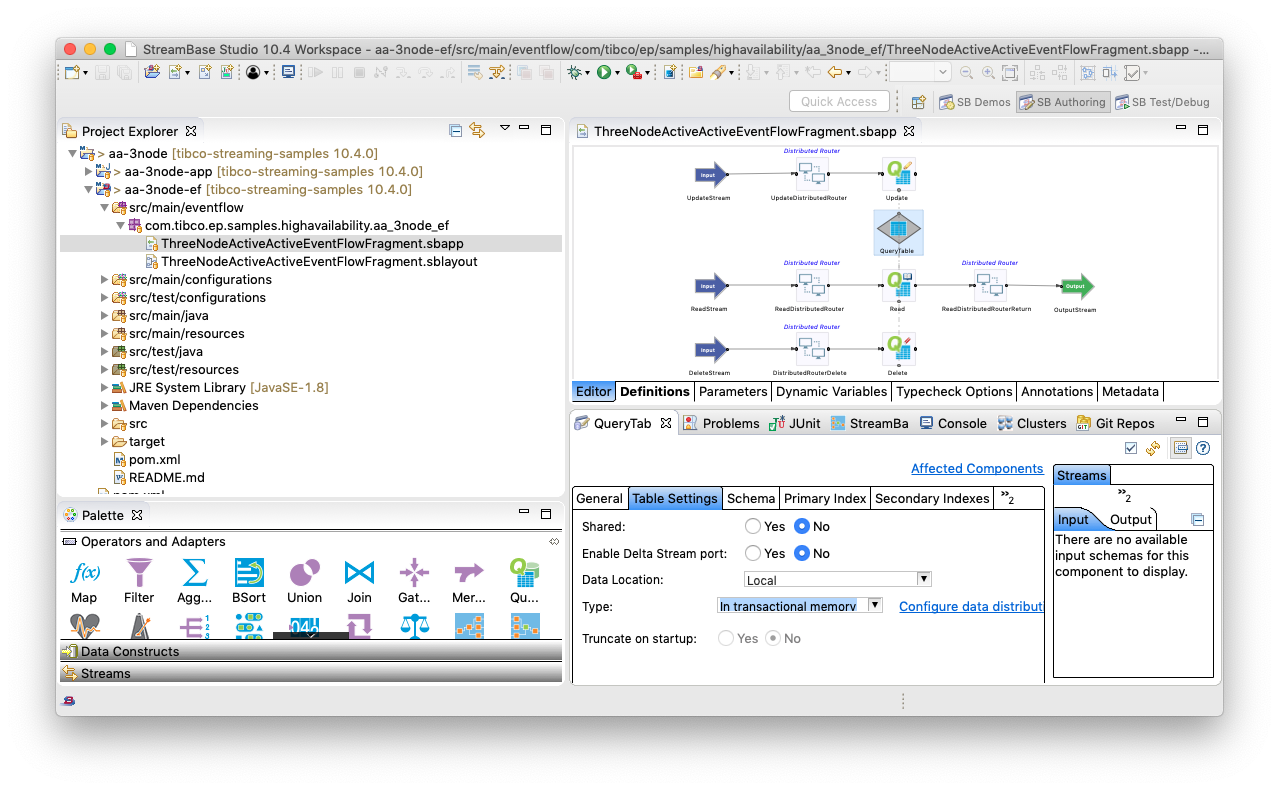 StreamBase Studio 10.4 Workspace - aa-3node-ef/src/main/eventflow/com/tibco/ep/samples/highavailability/aa_3node_ef/ThreeNodeActiveActiveEventFlowFragment.sbapp -...
Quick Access
SB Demos
SB Authoring
SB Test/Debug
Project Explorer
> aa-3node [tibco-streaming-samples 10.4.0]
> aa-3node-app [tibco-streaming-samples 10.4.0]
> aa-3node-ef [tibco-streaming-samples 10.4.0]
src/main/eventflow
com.tibco.ep.samples.highavailability.aa_3node_ef
ThreeNodeActiveActiveEventFlowFragment.sbapp
ThreeNodeActiveActiveEventFlowFragment.sblayout
src/main/configurations
src/test/configurations
src/main/java
src/main/resources
src/test/java
src/test/resources
JRE System Library [JavaSE-1.8]
Maven Dependencies
src
target
pom.xml
README.md
pom.xml
Palette
Operators and Adapters
Map Filter Agg... BSort Union Join Gat... Mer... Qu...
Data Constructs
Streams
ThreeNodeActiveActiveEventFlowFragment.sbapp
Distributed Router
Input
UpdateStream UpdateDistributedRouter Update
QueryTable
Distributed Router Distributed Router
Input Output
ReadStream ReadDistributedRouter Read ReadDistributedRouterReturn OutputStream
Distributed Router
Input
DeleteStream DistributedRouterDelete Delete
Editor Definitions Parameters Dynamic Variables Typecheck Options Annotations Metadata
QueryTab Problems JUnit StreamBa Console Clusters Git Repos
Affected Components
General Table Settings Schema Primary Index Secondary Indexes »2
Shared: Yes No
Enable Delta Stream port: Yes No
Data Location: Local
Type: In transactional memory Configure data distributi
Truncate on startup: Yes No
Streams
»2
Input Output
There are no available
input schemas for this
component to display.